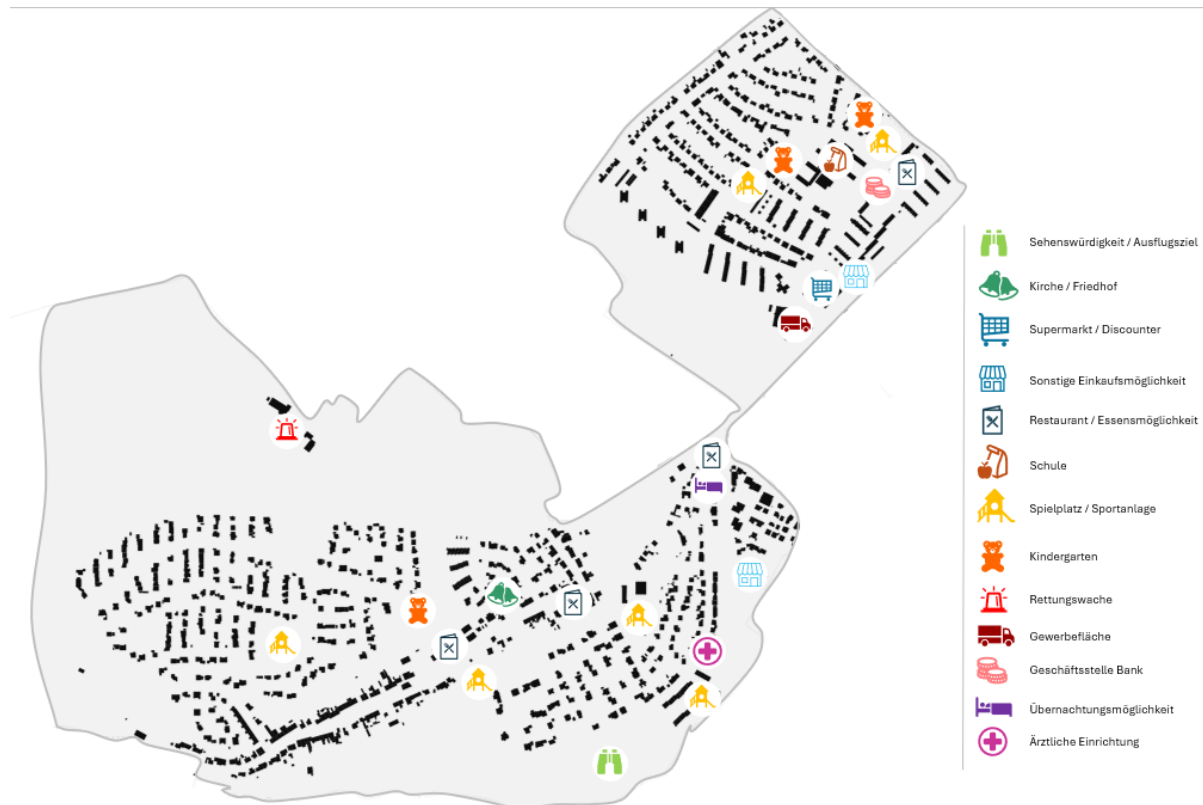 Sehenswürdigkeit / Ausflugsziel
Kirche / Friedhof
Supermarkt / Discounter
Sonstige Einkaufsmöglichkeit
Restaurant / Essensmöglichkeit
Schule
Spielplatz / Sportanlage
Kindergarten
Rettungswache
Gewerbefläche
Geschäftsstelle Bank
Übernachtungsmöglichkeit
Ärztliche Einrichtung